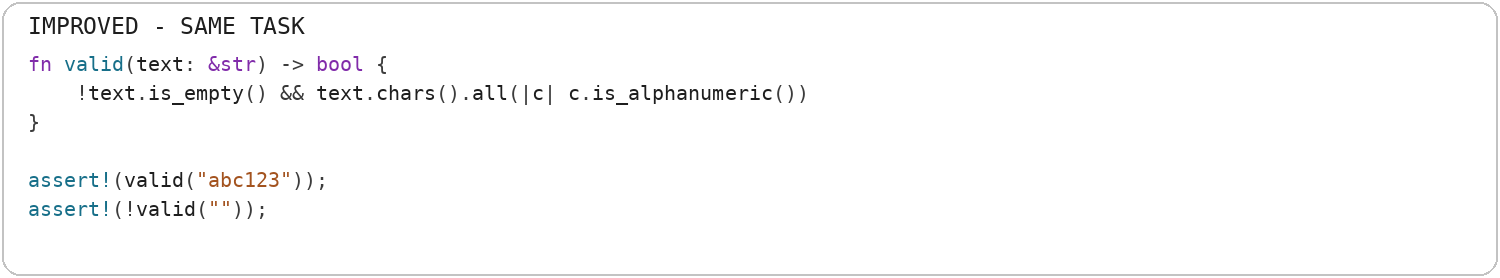 IMPROVED - SAME TASK
fn valid(text: &str) -> bool {
    !text.is_empty() && text.chars().all(|c| c.is_alphanumeric())
}

assert!(valid("abc123"));
assert!(!valid(""));